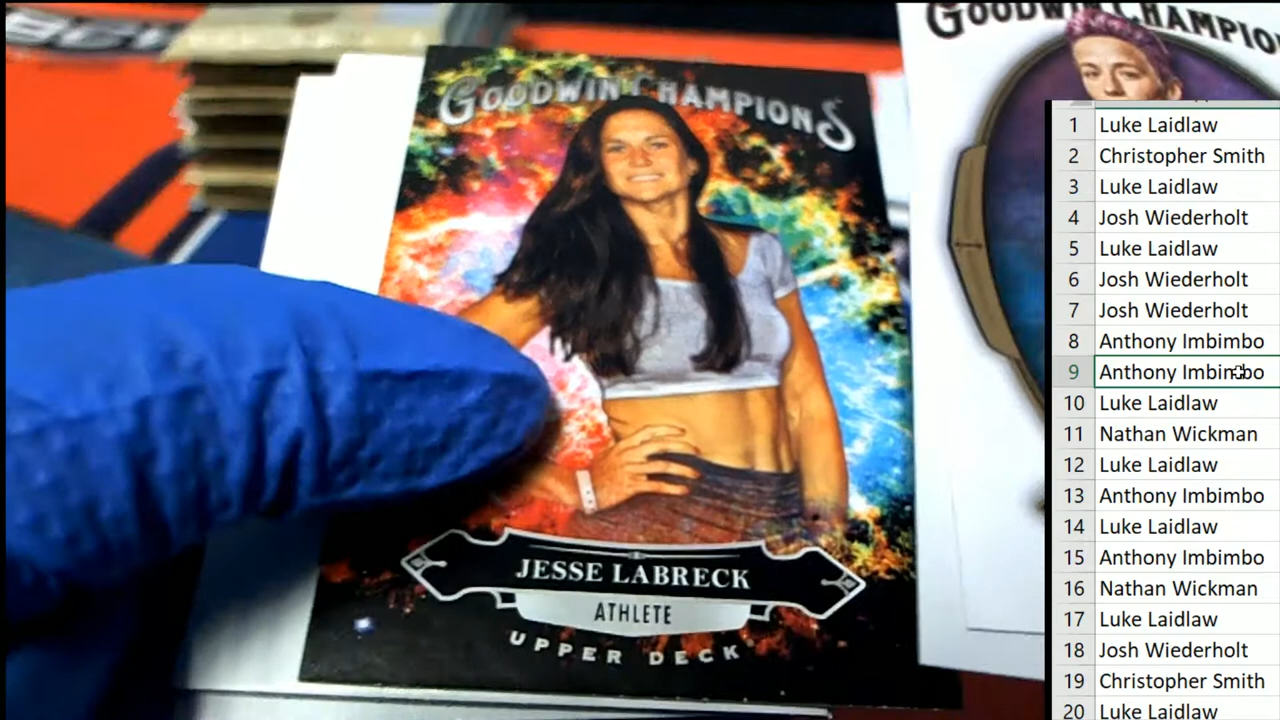 GOODWIN CHAMPIONS
JESSE LABRECK
ATHLETE
UPPER DECK
GOODWIN CHAMPIO
1 Luke Laidlaw
2 Christopher Smith
3 Luke Laidlaw
4 Josh Wiederholt
5 Luke Laidlaw
6 Josh Wiederholt
7 Josh Wiederholt
8 Anthony Imbimbo
9 Anthony Imbimbo
10 Luke Laidlaw
11 Nathan Wickman
12 Luke Laidlaw
13 Anthony Imbimbo
14 Luke Laidlaw
15 Anthony Imbimbo
16 Nathan Wickman
17 Luke Laidlaw
18 Josh Wiederholt
19 Christopher Smith
20 Luke Laidlaw